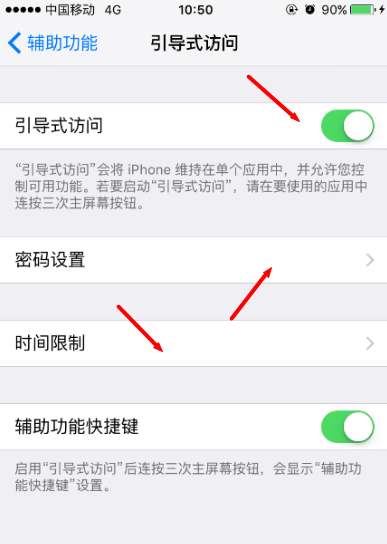 中国移动 4G 10:50 90%
辅助功能 引导式访问
引导式访问
“引导式访问”会将 iPhone 维持在单个应用中，并允许您控
制可用功能。若要启动“引导式访问”，请在要使用的应用中
连按三次主屏幕按钮。
密码设置
时间限制
辅助功能快捷键
启用“引导式访问”后连按三次主屏幕按钮，会显示“辅助功
能快捷键”设置。